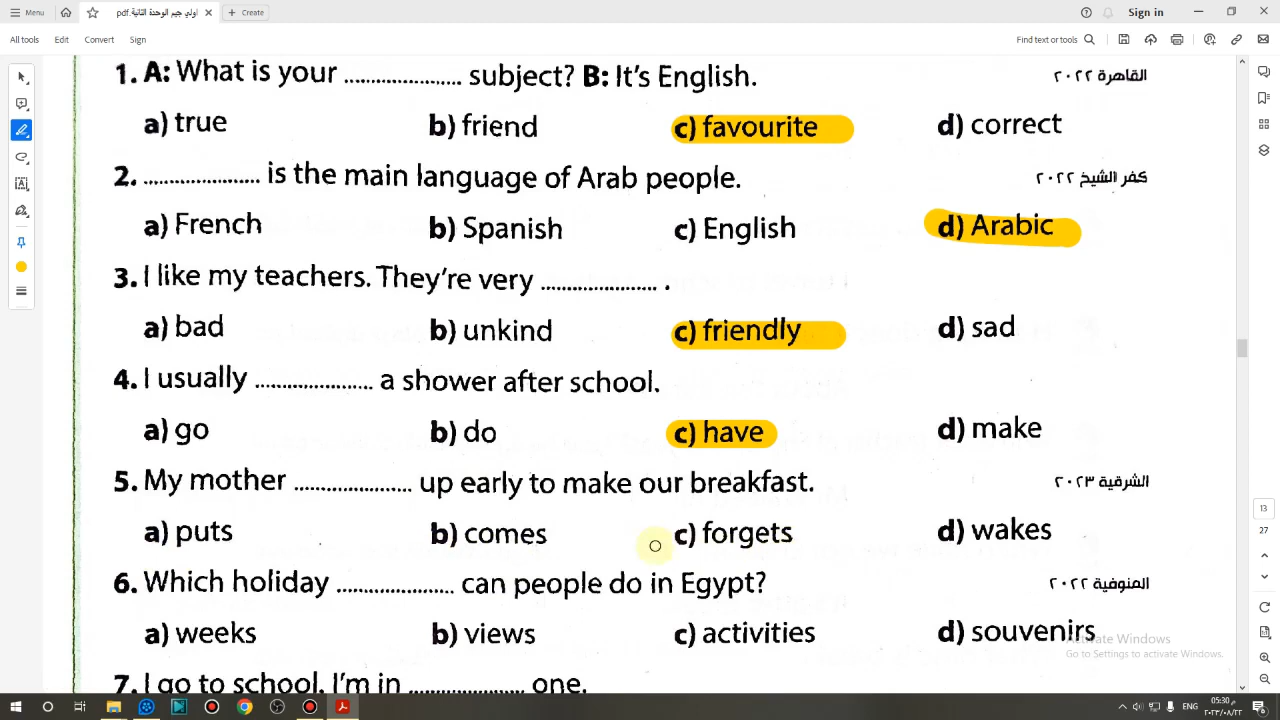 Menu
اولي جيم الوحدة الثانية.pdf
Create
Sign in
All tools Edit Convert Sign
Find text or tools
1. A: What is your ..................... subject? B: It's English. القاهرة ٢٠٢٢
a) true b) friend c) favourite d) correct
2. ..................... is the main language of Arab people. كفر الشيخ ٢٠٢٢
a) French b) Spanish c) English d) Arabic
3. I like my teachers. They're very ..................... .
a) bad b) unkind c) friendly d) sad
4. I usually ..................... a shower after school.
a) go b) do c) have d) make
5. My mother ..................... up early to make our breakfast. الشرقية ٢٠٢٣
a) puts b) comes c) forgets d) wakes
13
27
6. Which holiday ..................... can people do in Egypt? المنوفية ٢٠٢٢
a) weeks b) views c) activities d) souvenirs
Activate Windows
Go to Settings to activate Windows.
7. I go to school. I'm in ..................... one.
ENG
05:30 م
٢٠٢٣/٠٨/٢٢